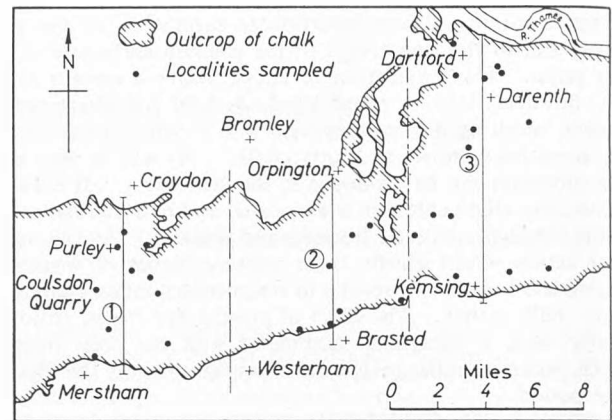 Outcrop of chalk
Localities sampled
N
R. Thames
Dartford
Darenth
Bromley
Orpington
3
Croydon
Purley
2
Coulsdon
Quarry
1
Kemsing
Brasted
Westerham
Merstham
0 2 4 6 8
Miles